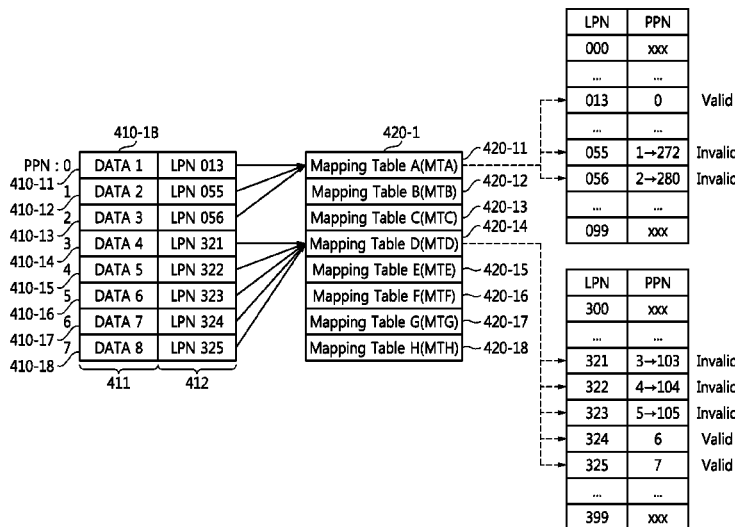 LPN PPN
000 xxx
... ...
013 0 Valid
... ...
055 1→272 Invalid
056 2→280 Invalid
... ...
099 xxx
410-1B
PPN : 0 DATA 1 LPN 013
410-11
1 DATA 2 LPN 055
410-12
2 DATA 3 LPN 056
410-13
3 DATA 4 LPN 321
410-14
4 DATA 5 LPN 322
410-15
5 DATA 6 LPN 323
410-16
6 DATA 7 LPN 324
410-17
7 DATA 8 LPN 325
410-18
411 412
420-1
Mapping Table A(MTA) 420-11
Mapping Table B(MTB) 420-12
Mapping Table C(MTC) 420-13
Mapping Table D(MTD) 420-14
Mapping Table E(MTE) 420-15
Mapping Table F(MTF) 420-16
Mapping Table G(MTG) 420-17
Mapping Table H(MTH) 420-18
LPN PPN
300 xxx
... ...
321 3→103 Invalid
322 4→104 Invalid
323 5→105 Invalid
324 6 Valid
325 7 Valid
... ...
399 xxx